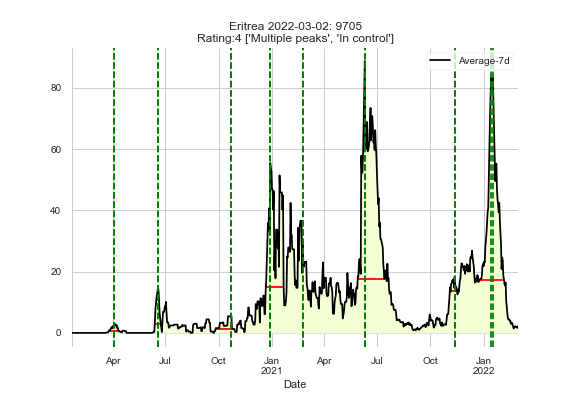 Eritrea 2022-03-02: 9705
Rating:4 ['Multiple peaks', 'In control']
Average-7d
80
60
40
20
0
Apr
Jul
Oct
Jan
2021
Apr
Jul
Oct
Jan
2022
Date